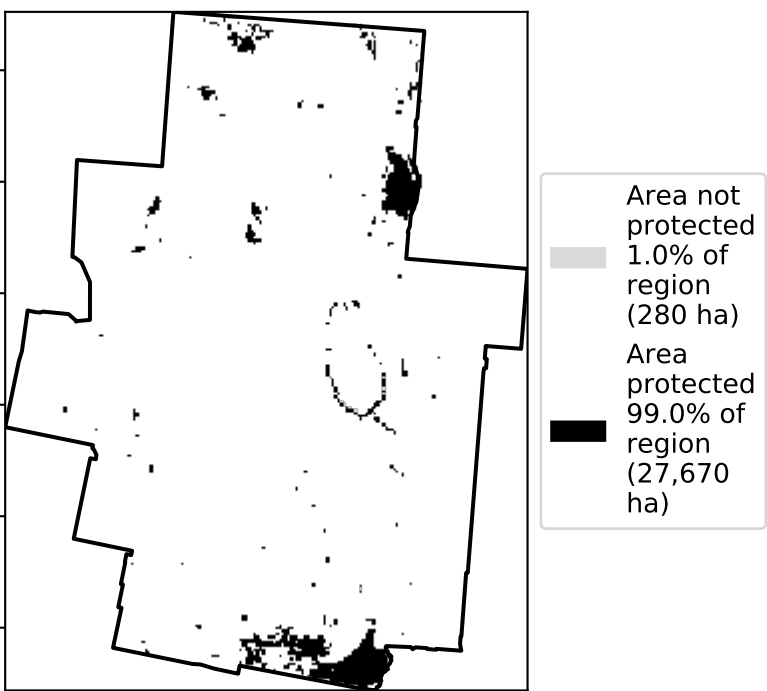 Area not
protected
1.0% of
region
(280 ha)
Area
protected
99.0% of
region
(27,670
ha)